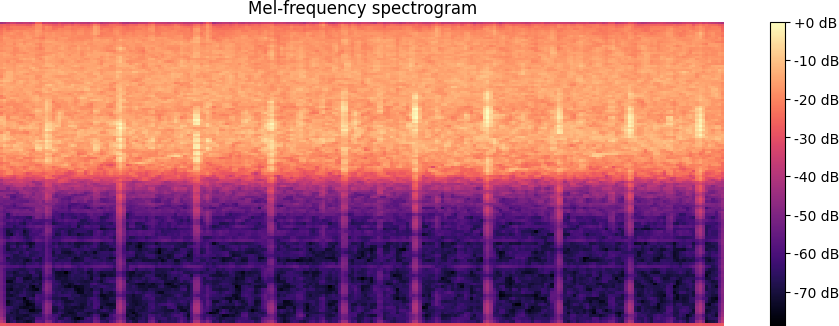 Mel-frequency spectrogram
+0 dB
-10 dB
-20 dB
-30 dB
-40 dB
-50 dB
-60 dB
-70 dB